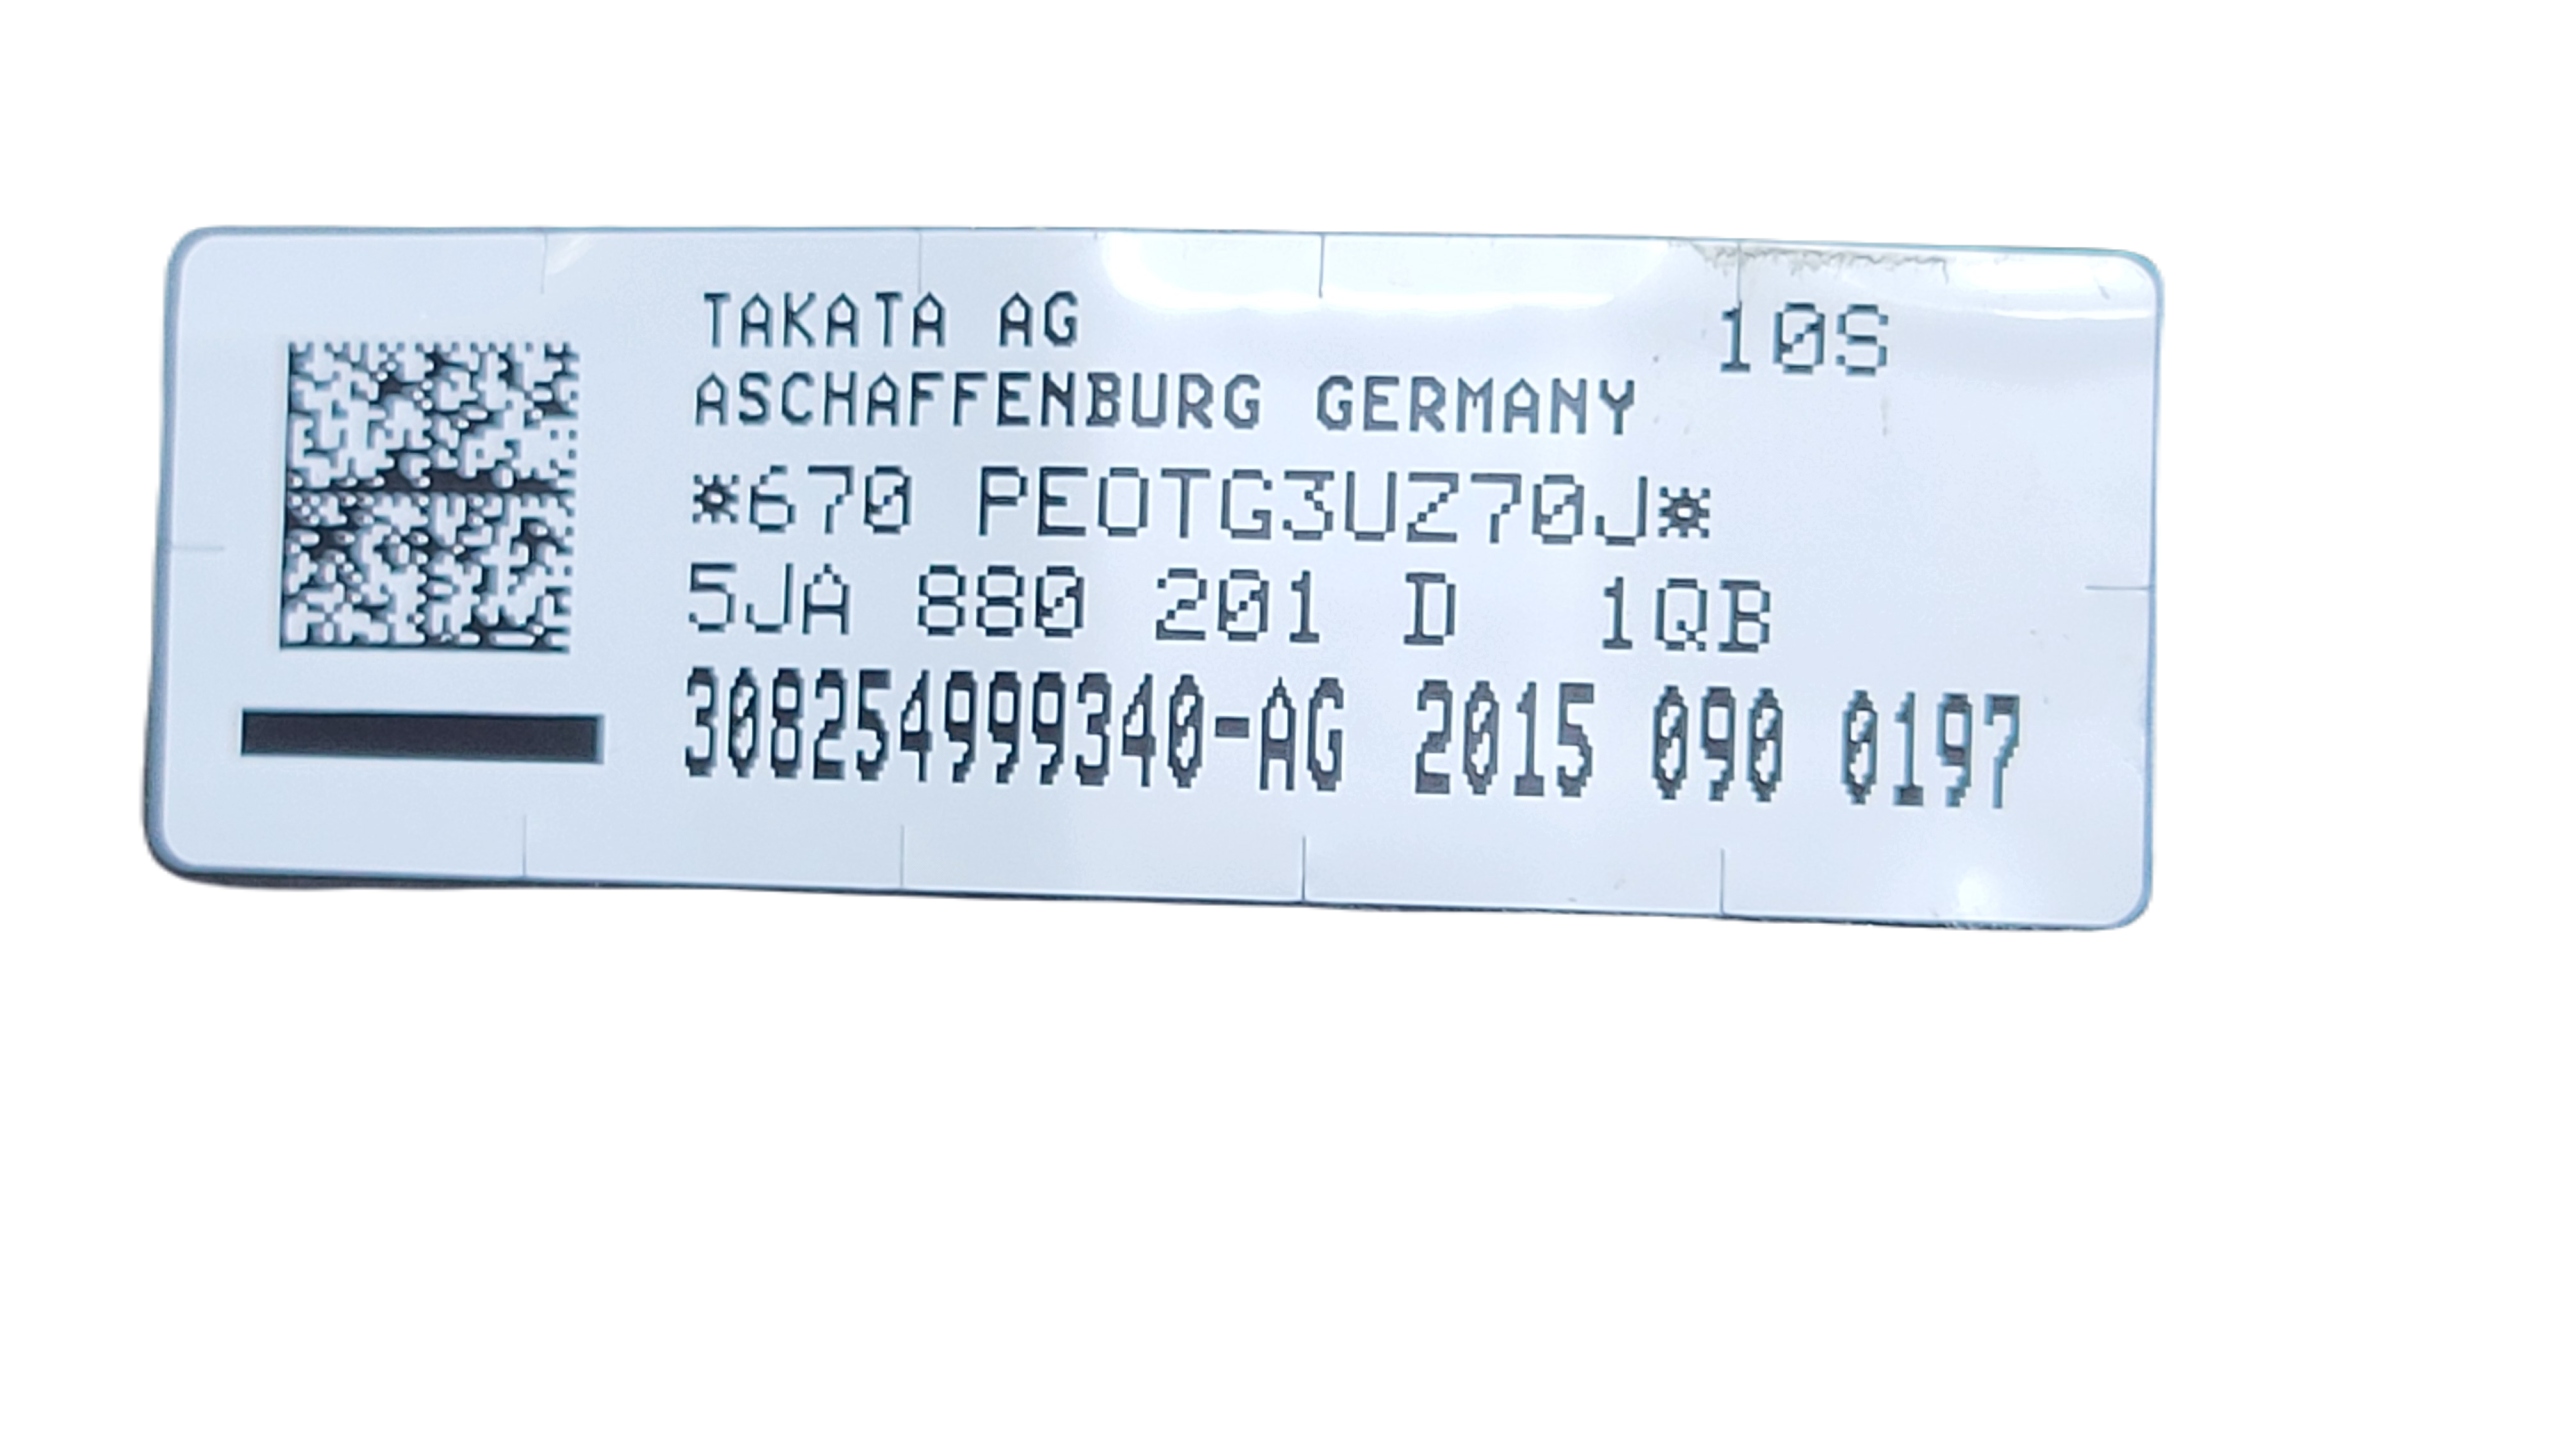 TAKATA AG
10S
ASCHAFFENBURG GERMANY
*670 PEOTG3UZ70J*
5JA 880 201 D 1QB
308254999340-AG 2015 090 0197